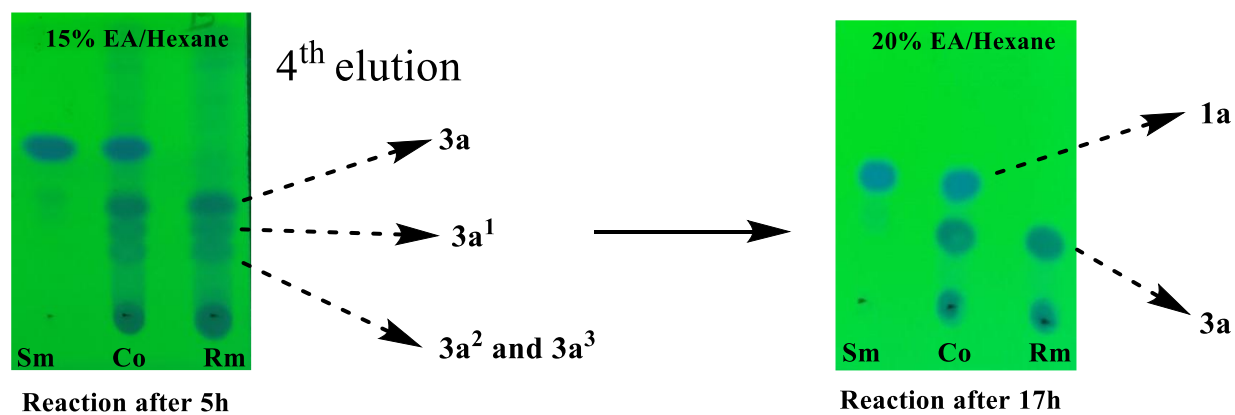 15% EA/Hexane
4th elution
3a
3a1
3a2 and 3a3
Sm Co Rm
Reaction after 5h
20% EA/Hexane
1a
3a
Sm Co Rm
Reaction after 17h